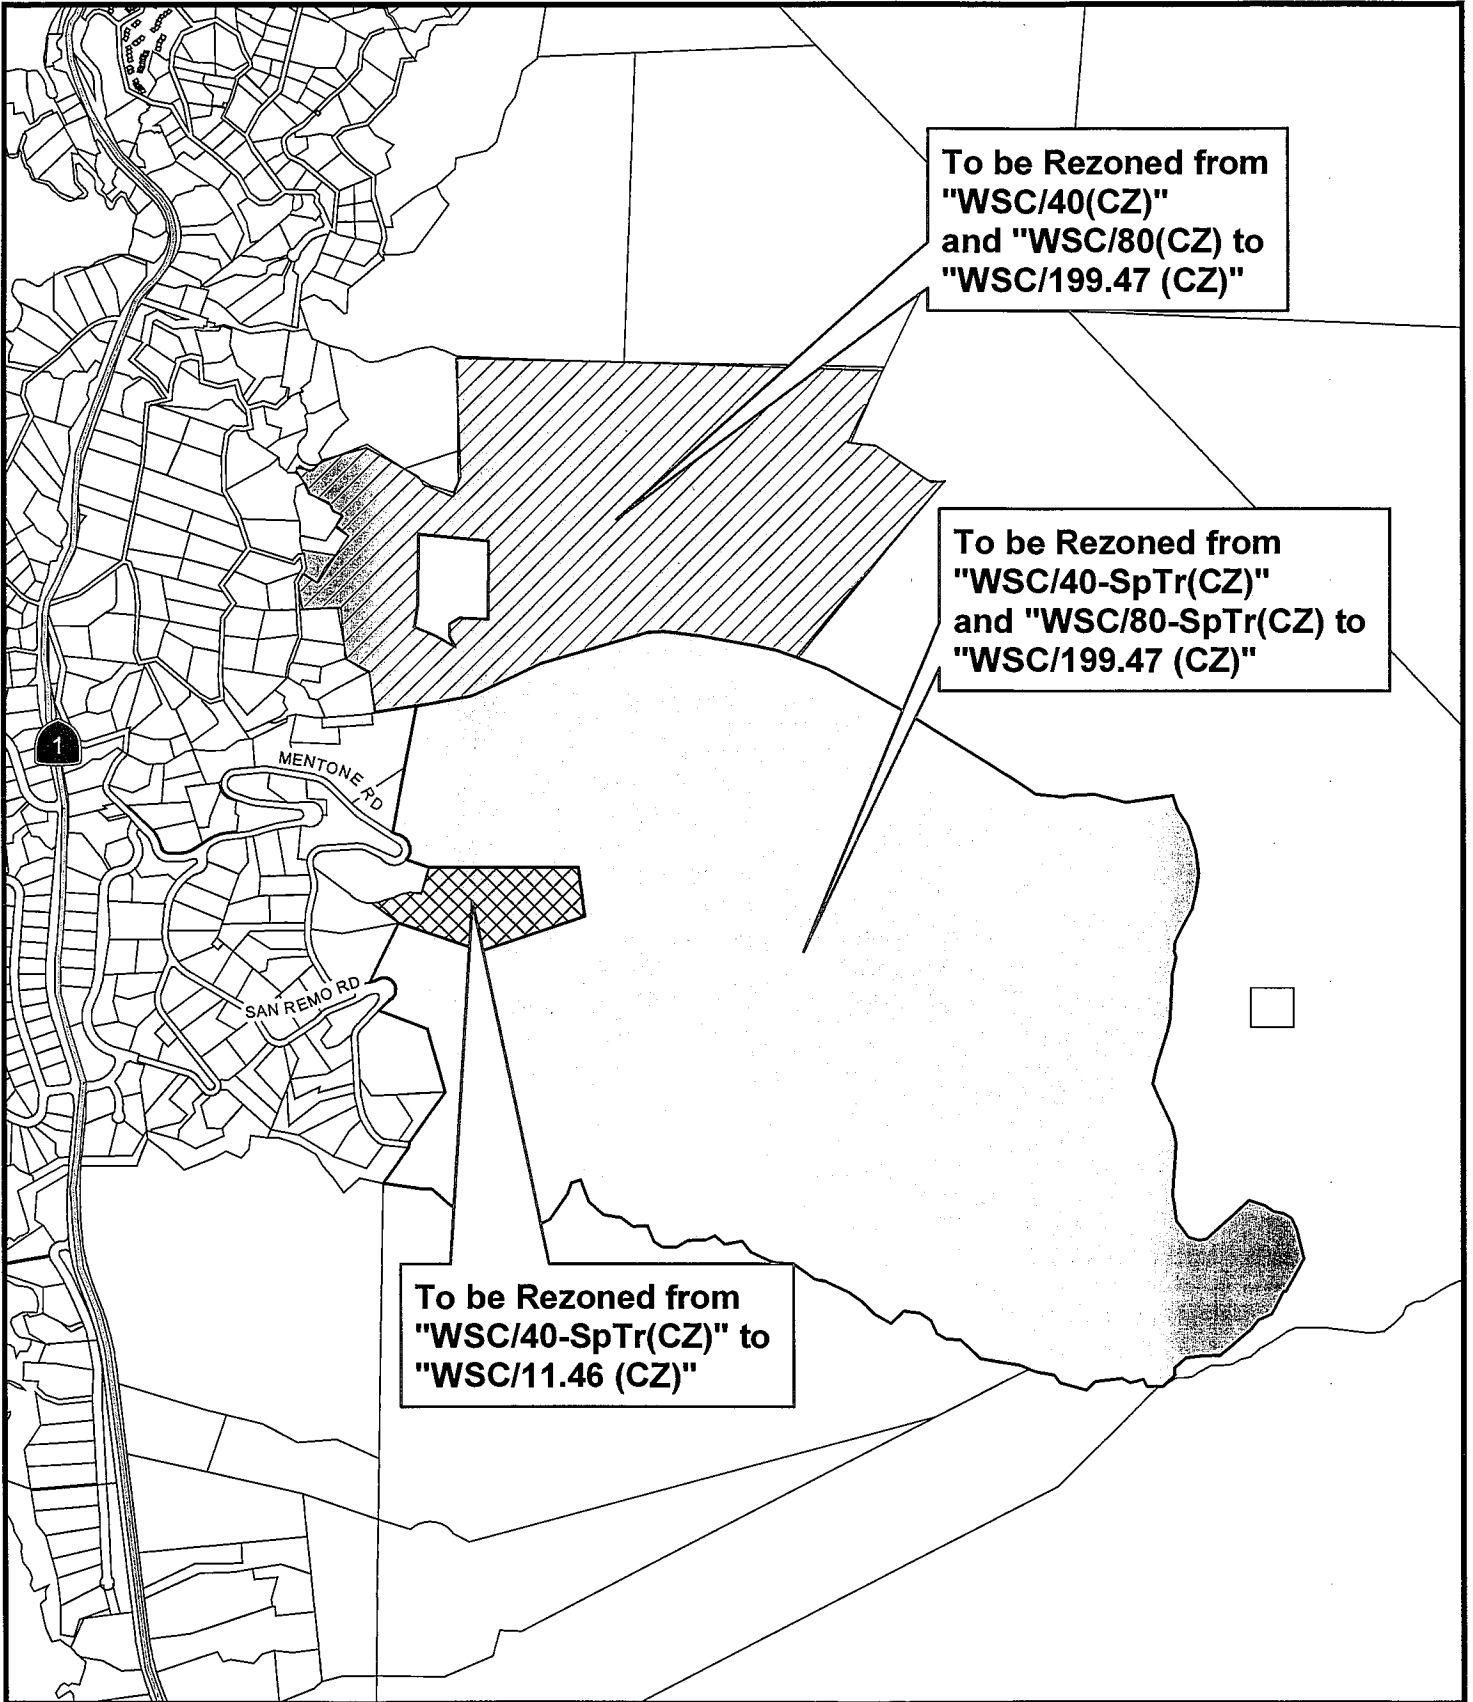 To be Rezoned from
"WSC/40(CZ)"
and "WSC/80(CZ) to
"WSC/199.47 (CZ)"
To be Rezoned from
"WSC/40-SpTr(CZ)"
and "WSC/80-SpTr(CZ) to
"WSC/199.47 (CZ)"
1
MENTONE RD
SAN REMO RD
To be Rezoned from
"WSC/40-SpTr(CZ)" to
"WSC/11.46 (CZ)"